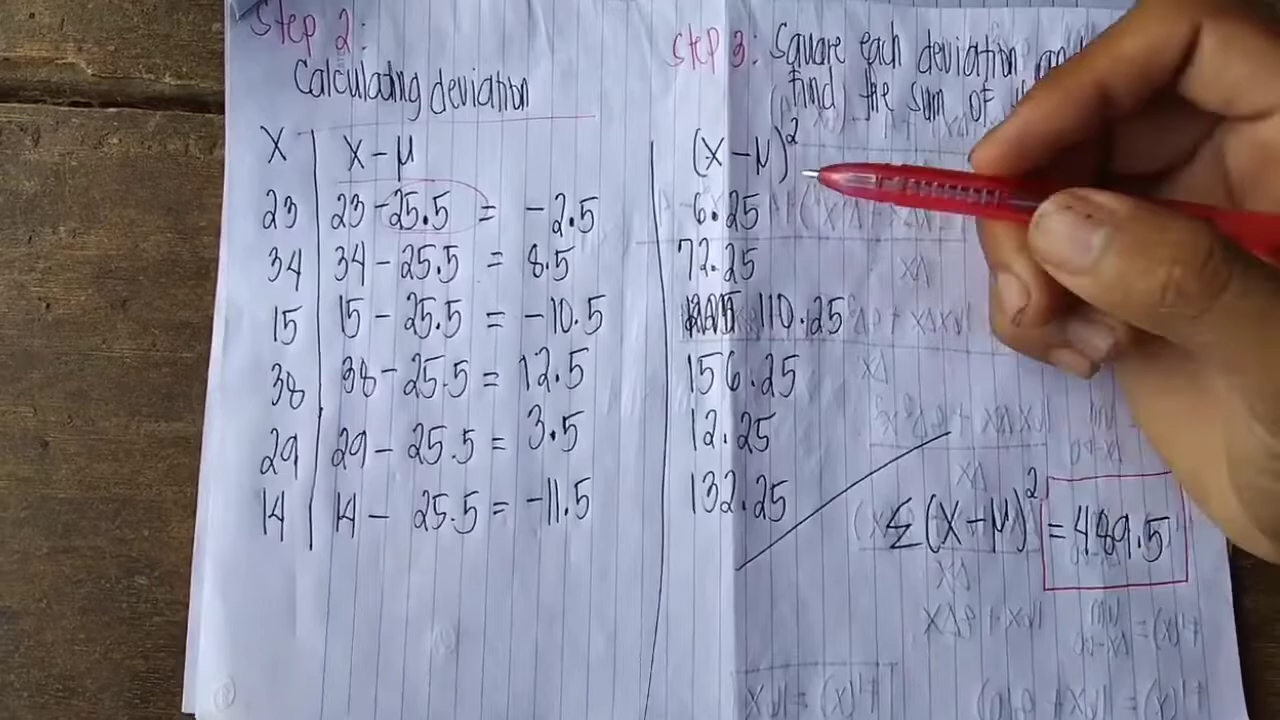 Step 2:
Calculating deviation
X | X - μ
23 | 23 - 25.5 = -2.5
34 | 34 - 25.5 = 8.5
15 | 15 - 25.5 = -10.5
38 | 38 - 25.5 = 12.5
29 | 29 - 25.5 = 3.5
14 | 14 - 25.5 = -11.5
Step 3: Square each deviation
find the sum of
(X - μ)²
6.25
72.25
110.25
156.25
12.25
132.25
Σ(X - μ)² = 489.5